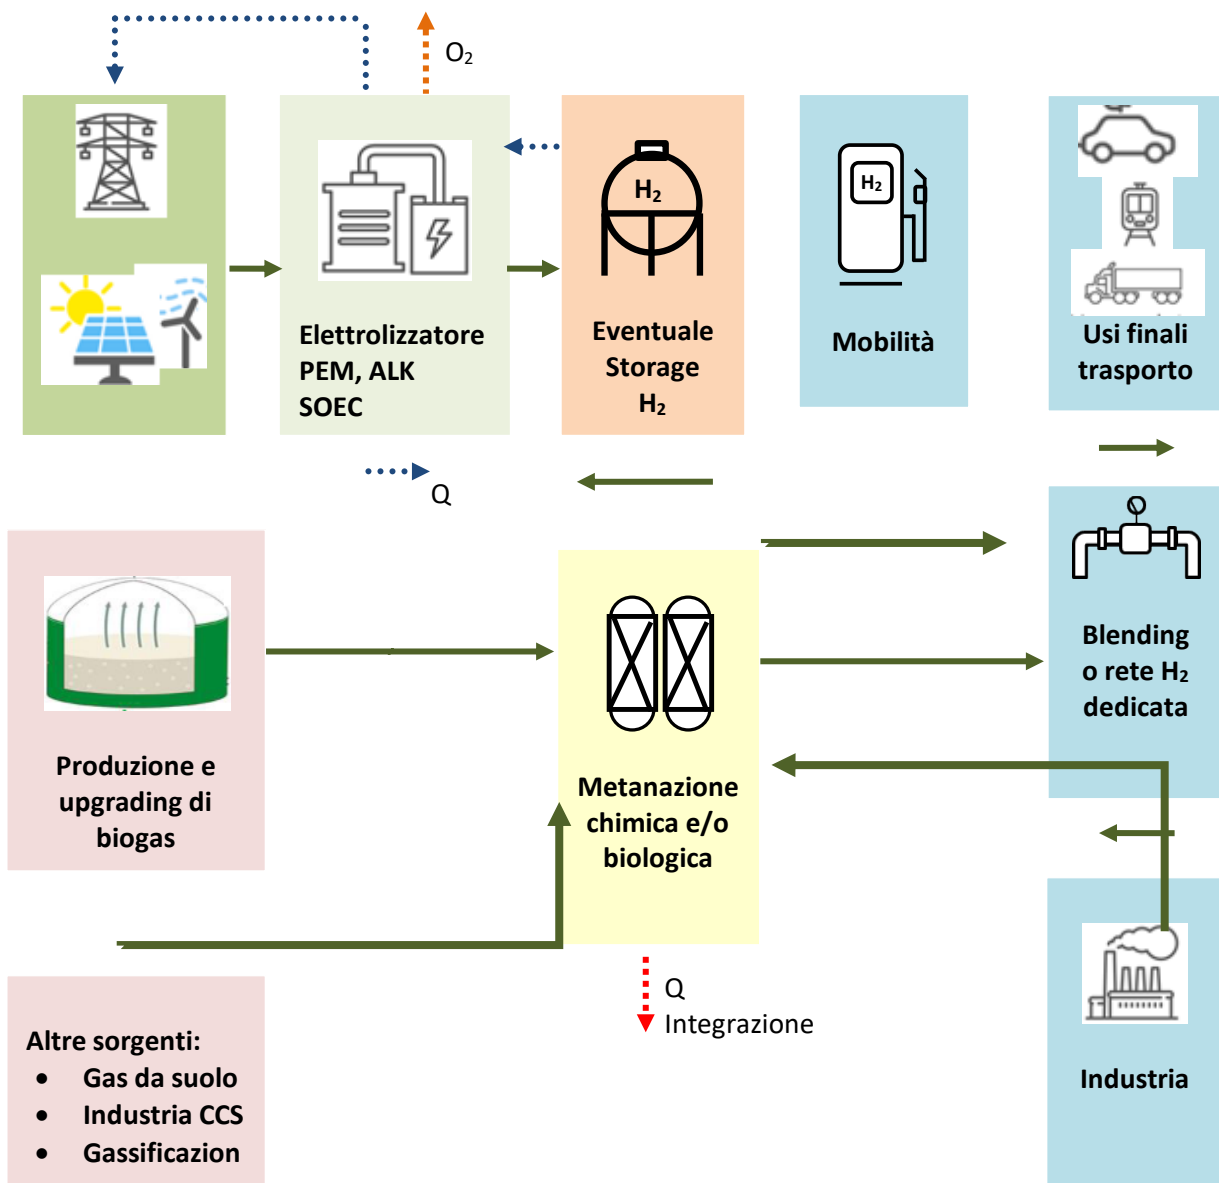 O₂
H₂
H₂
Elettrolizzatore
PEM, ALK
SOEC
Eventuale
Storage
H₂
Mobilità
Usi finali
trasporto
Q
Produzione e
upgrading di
biogas
Metanazione
chimica e/o
biologica
Blending
o rete H₂
dedicata
Q
Integrazione
Altre sorgenti:
• Gas da suolo
• Industria CCS
• Gassificazion
Industria